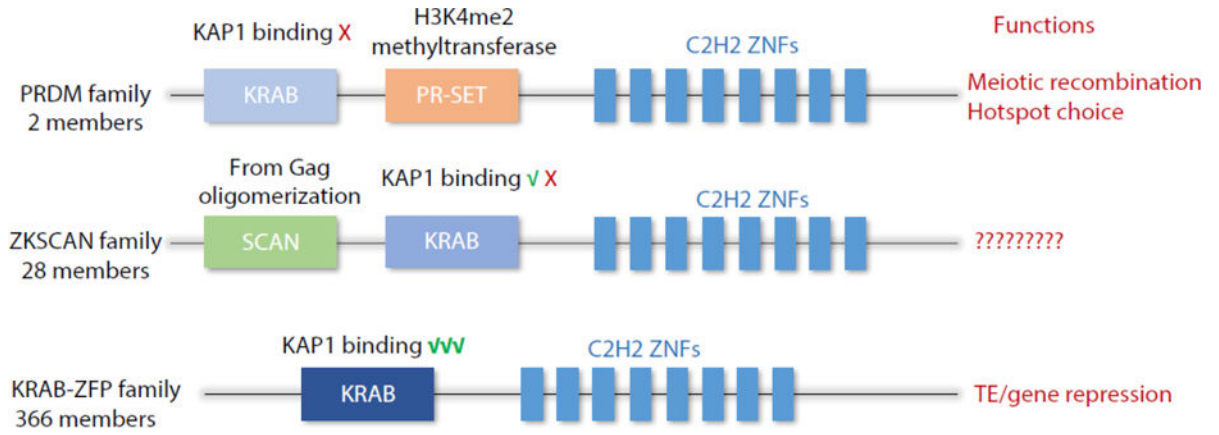 H3K4me2
Functions
KAP1 binding X
methyltransferase
C2H2 ZNFs
PRDM family
2 members
KRAB
PR-SET
Meiotic recombination
Hotspot choice
From Gag
oligomerization
KAP1 binding √ X
C2H2 ZNFs
ZKSCAN family
28 members
SCAN
KRAB
?????????
KAP1 binding √√√
C2H2 ZNFs
KRAB-ZFP family
366 members
KRAB
TE/gene repression